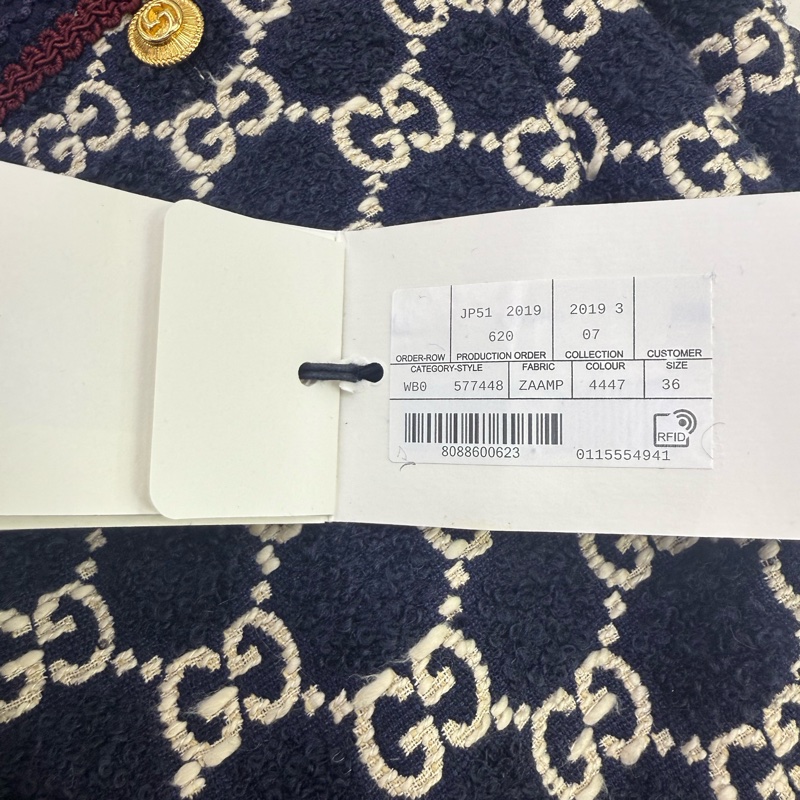 JP51 2019
2019 3
620
07
ORDER-ROW PRODUCTION ORDER COLLECTION CUSTOMER
CATEGORY-STYLE FABRIC COLOUR SIZE
WB0 577448 ZAAMP 4447 36
RFID
8088600623 0115554941